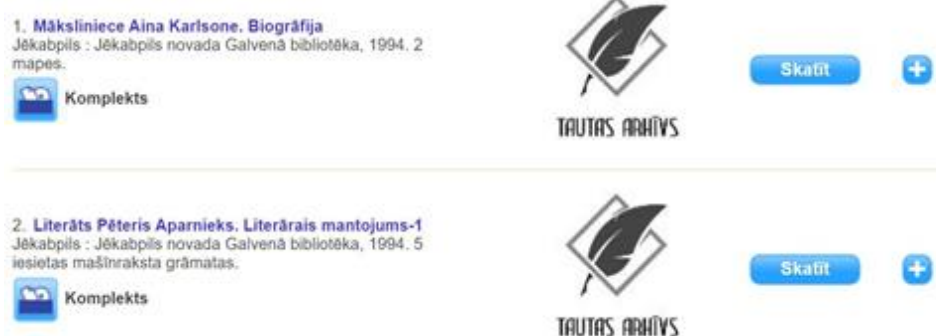 1. Māksliniece Aina Karlsone. Biogrāfija
Jēkabpils : Jēkabpils novada Galvenā bibliotēka, 1994. 2
mapes.
Komplekts
TAUTAS ARHĪVS
Skatīt
+
2. Literāts Pēteris Aparnieks. Literārais mantojums-1
Jēkabpils : Jēkabpils novada Galvenā bibliotēka, 1994. 5
iesietas mašīnraksta grāmatas.
Komplekts
TAUTAS ARHĪVS
Skatīt
+